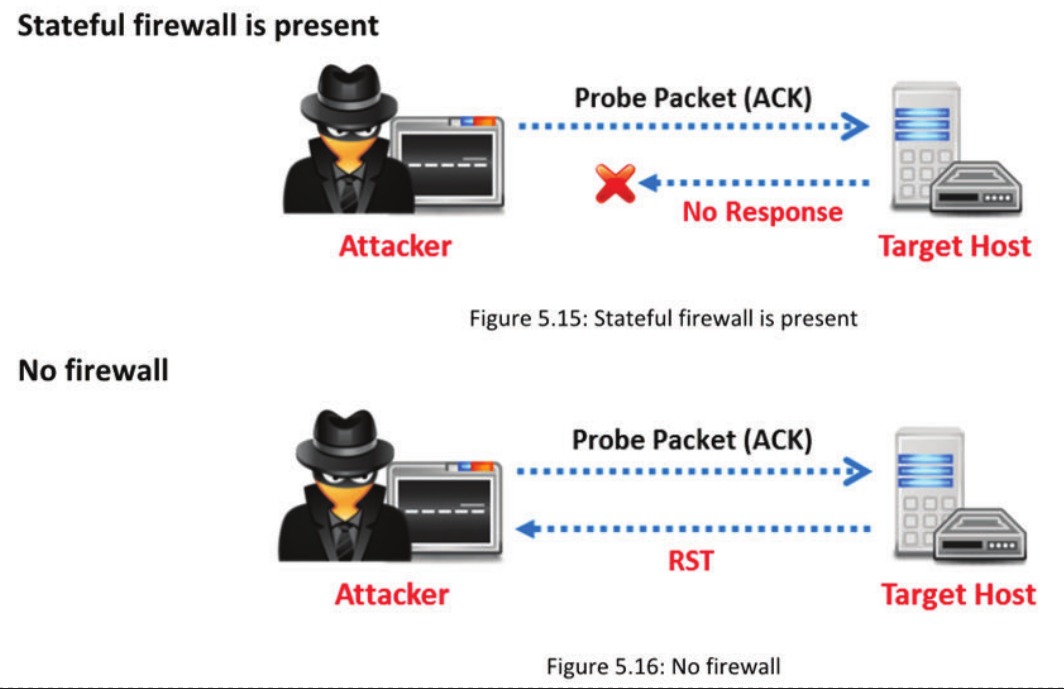 Stateful firewall is present
Probe Packet (ACK)
No Response
Attacker
Target Host
Figure 5.15: Stateful firewall is present
No firewall
Probe Packet (ACK)
RST
Attacker
Target Host
Figure 5.16: No firewall